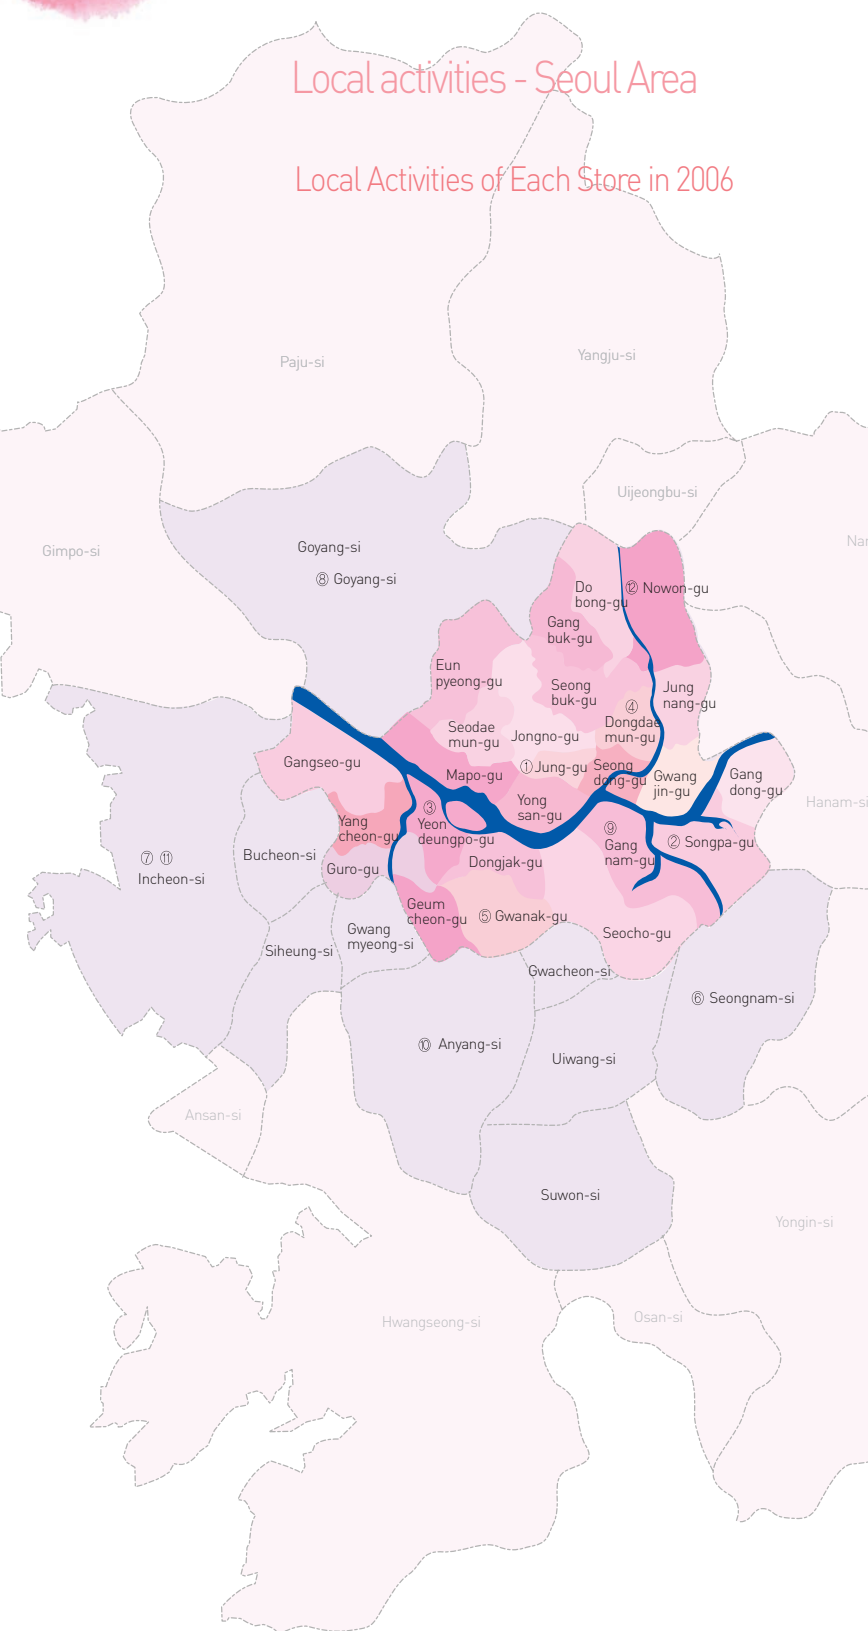 Local activities - Seoul Area
Local Activities of Each Store in 2006
Paju-si
Yangju-si
Uijeongbu-si
Gimpo-si
Nar
Goyang-si
⑧ Goyang-si
Do
bong-gu
⑫ Nowon-gu
Gang
buk-gu
Eun
pyeong-gu
Seong
buk-gu
Jung
nang-gu
④
Dongdae
mun-gu
Seodae
mun-gu
Jongno-gu
Gangseo-gu
① Jung-gu
Seong
dong-gu
Mapo-gu
Gwang
jin-gu
Gang
dong-gu
Hanam-si
Yong
san-gu
③
Yeon
deungpo-gu
Yang
cheon-gu
⑨
Gang
nam-gu
② Songpa-gu
⑦ ⑪
Incheon-si
Bucheon-si
Guro-gu
Dongjak-gu
Geum
cheon-gu
⑤ Gwanak-gu
Gwang
myeong-si
Seocho-gu
Siheung-si
Gwacheon-si
⑥ Seongnam-si
⑩ Anyang-si
Uiwang-si
Ansan-si
Suwon-si
Yongin-si
Hwangseong-si
Osan-si